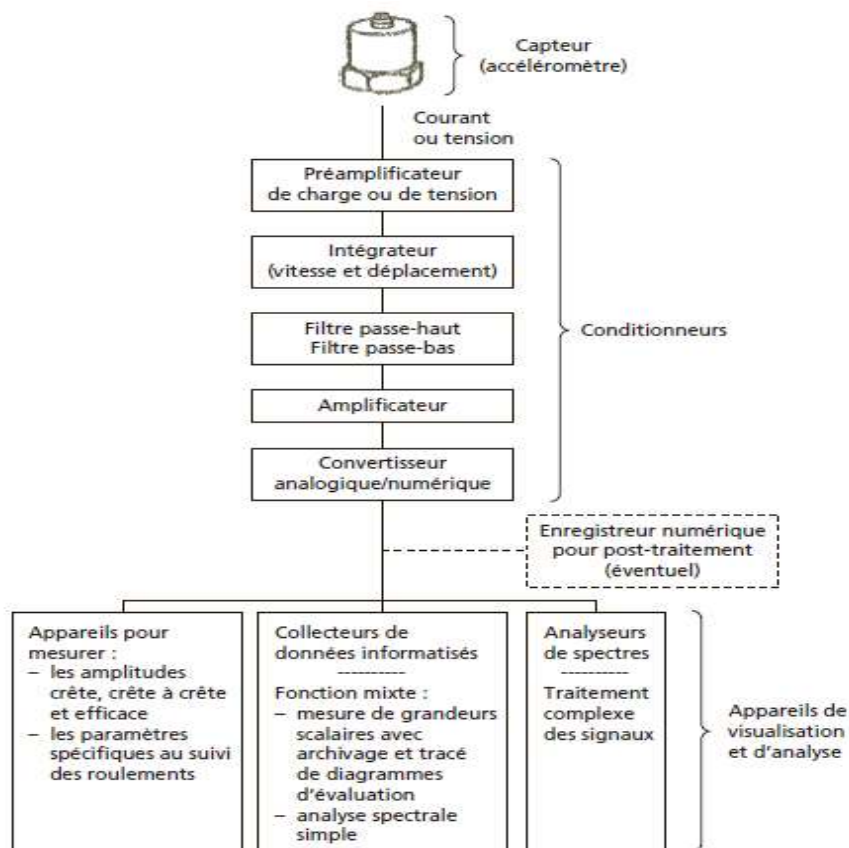 Capteur
(accéléromètre)
Courant
ou tension
Préamplificateur
de charge ou de tension
Intégrateur
(vitesse et déplacement)
Filtre passe-haut
Filtre passe-bas
Conditionneurs
Amplificateur
Convertisseur
analogique/numérique
Enregistreur numérique
pour post-traitement
(éventuel)
Appareils pour
mesurer :
– les amplitudes
crête, crête à crête
et efficace
– les paramètres
spécifiques au suivi
des roulements
Collecteurs de
données informatisés
----------
Fonction mixte :
– mesure de grandeurs
scalaires avec
archivage et tracé
de diagrammes
d'évaluation
– analyse spectrale
simple
Analyseurs
de spectres
----------
Traitement
complexe
des signaux
Appareils de
visualisation
et d'analyse